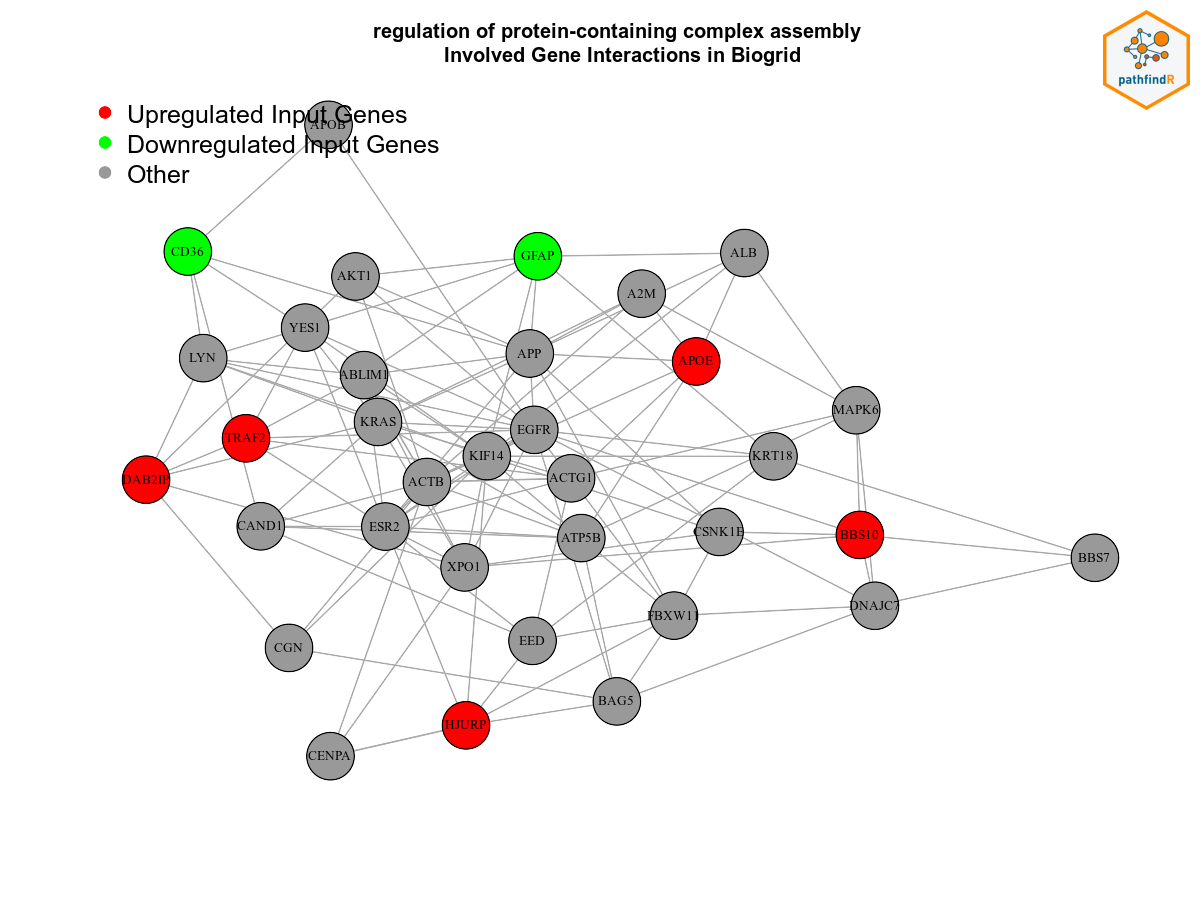 regulation of protein-containing complex assembly
Involved Gene Interactions in Biogrid
pathfindR
Upregulated Input Genes
APOB
Downregulated Input Genes
Other
CD36
GFAP
ALB
AKT1
A2M
YES1
LYN
APP
APOE
ABLIM1
MAPK6
KRAS
EGFR
TRAF2
KIF14
KRT18
DAB2IP
ACTB
ACTG1
CAND1
ESR2
ATP5B
CSNK1E
BBS10
XPO1
BBS7
DNAJC7
FBXW11
CGN
EED
BAG5
HJURP
CENPA